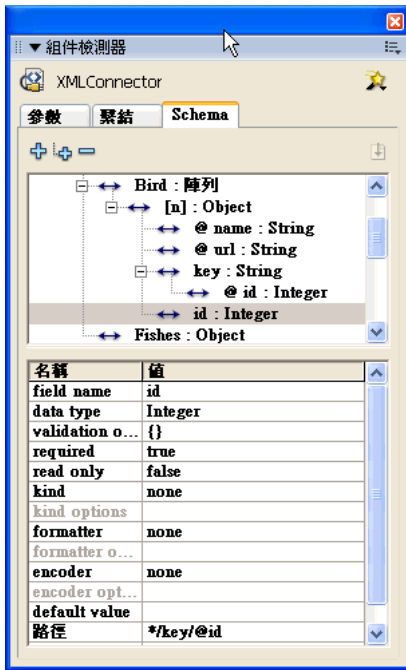 組件檢測器
XMLConnector
參數 繫結 Schema
Bird : 陣列
[n] : Object
@ name : String
@ url : String
key : String
@ id : Integer
id : Integer
Fishes : Object
名稱 值
field name id
data type Integer
validation o... {}
required true
read only false
kind none
kind options
formatter none
formatter o...
encoder none
encoder opt...
default value
路徑 */key/@id